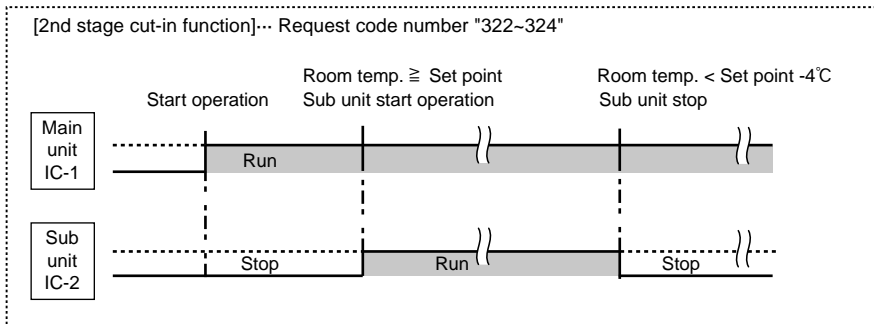 [2nd stage cut-in function]··· Request code number "322~324"
Room temp. ≧ Set point
Room temp. < Set point -4℃
Start operation
Sub unit start operation
Sub unit stop
Main
unit
IC-1
Run
Sub
unit
IC-2
Stop
Run
Stop